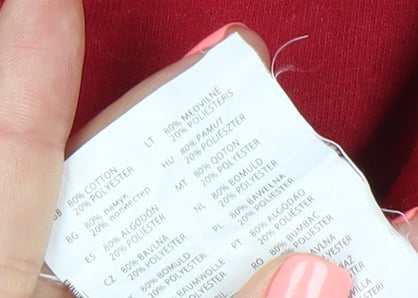 GB 80% COTTON
20% POLYESTER
BG 80% памук
20% полиестер
ES 80% ALGODÓN
20% POLIÉSTER
CZ 80% BAVLNA
20% POLYESTER
80% BOMULD
20% POLYESTER
BAUMWOLLE
LT 80% MEDVILNĖ
20% POLIESTERIS
HU 80% PAMUT
20% POLIÉSZTER
MT 80% QOTON
20% POLYESTER
NL 80% BOMULD
20% POLYESTER
PL 80% BAWEŁNA
20% POLIESTER
PT 80% ALGODÃO
20% POLIÉSTER
RO 80% BUMBAC
20% POLIESTER